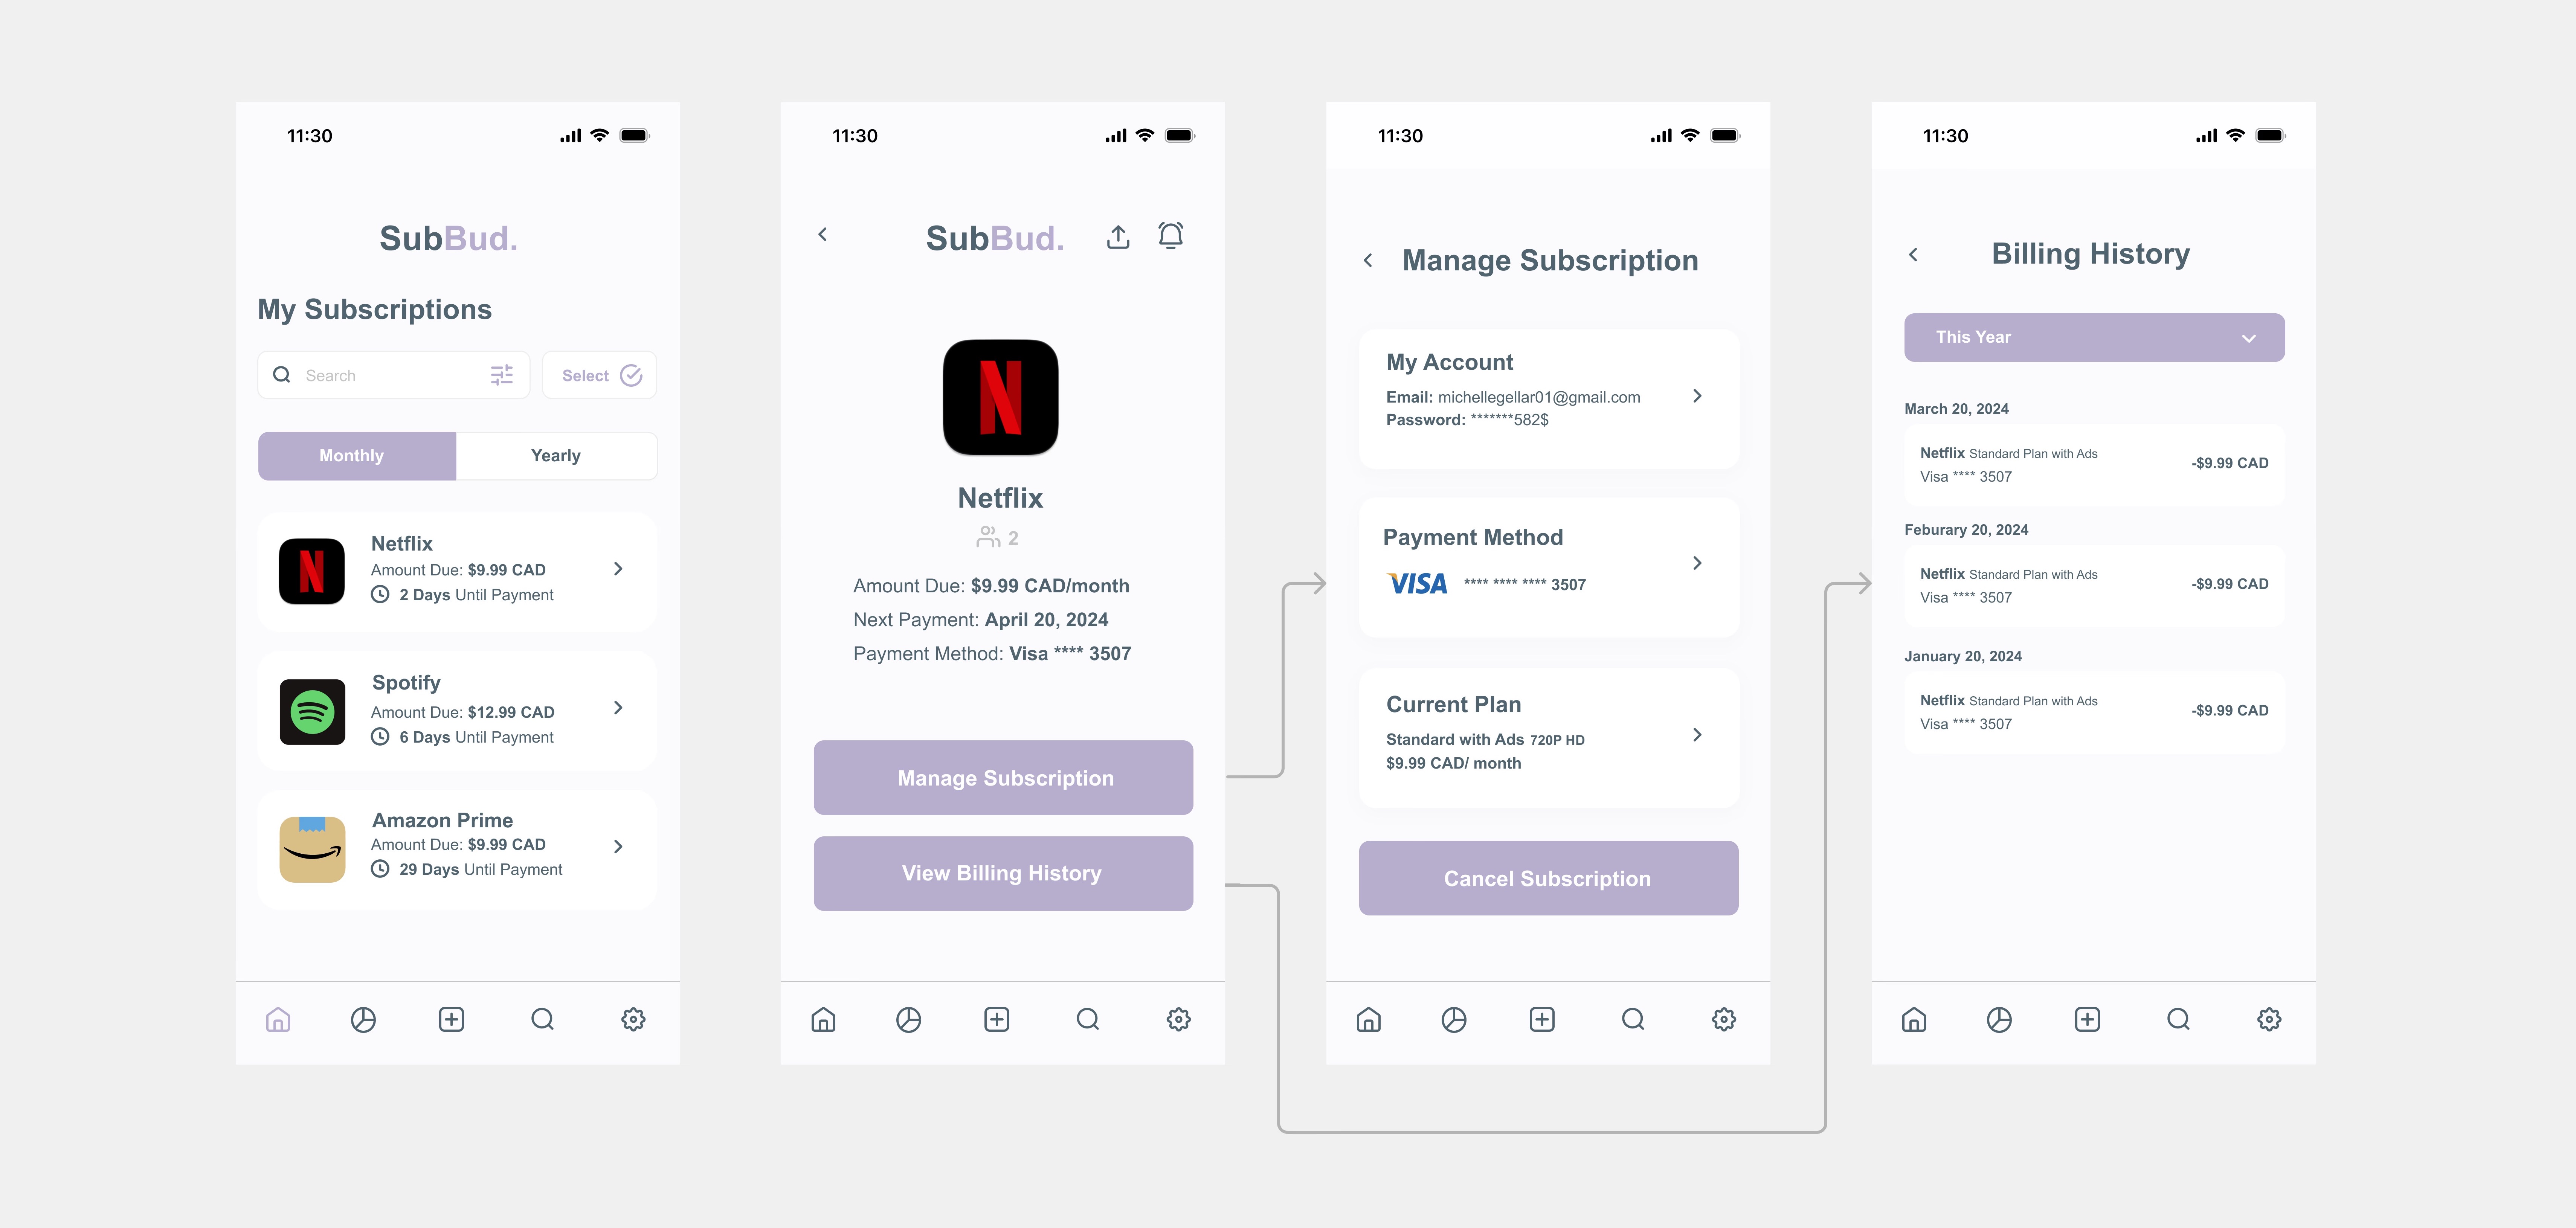 11:30
SubBud.
My Subscriptions
Search
Select
Monthly
Yearly
Netflix
Amount Due: $9.99 CAD
2 Days Until Payment
Spotify
Amount Due: $12.99 CAD
6 Days Until Payment
Amazon Prime
Amount Due: $9.99 CAD
29 Days Until Payment
11:30
SubBud.
N
Netflix
2
Amount Due: $9.99 CAD/month
Next Payment: April 20, 2024
Payment Method: Visa **** 3507
Manage Subscription
View Billing History
11:30
Manage Subscription
My Account
Email: michellegellar01@gmail.com
Password: *******582$
Payment Method
VISA **** **** **** 3507
Current Plan
Standard with Ads 720P HD
$9.99 CAD/ month
Cancel Subscription
11:30
Billing History
This Year
March 20, 2024
Netflix Standard Plan with Ads
Visa **** 3507
-$9.99 CAD
Feburary 20, 2024
Netflix Standard Plan with Ads
Visa **** 3507
-$9.99 CAD
January 20, 2024
Netflix Standard Plan with Ads
Visa **** 3507
-$9.99 CAD